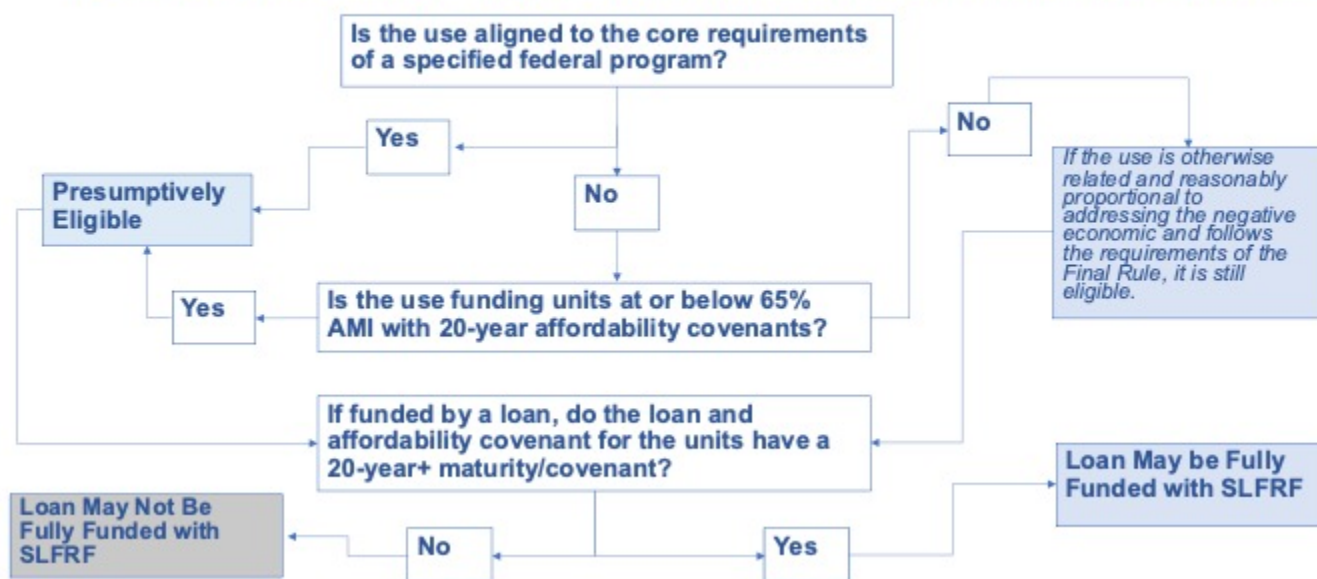 Is the use aligned to the core requirements
of a specified federal program?
No
Yes
If the use is otherwise
related and reasonably
proportional to
addressing the negative
economic and follows
the requirements of the
Final Rule, it is still
eligible.
Presumptively
Eligible
No
Yes
Is the use funding units at or below 65%
AMI with 20-year affordability covenants?
If funded by a loan, do the loan and
affordability covenant for the units have a
20-year+ maturity/covenant?
Loan May be Fully
Funded with SLFRF
Loan May Not Be
Fully Funded with
SLFRF
No
Yes